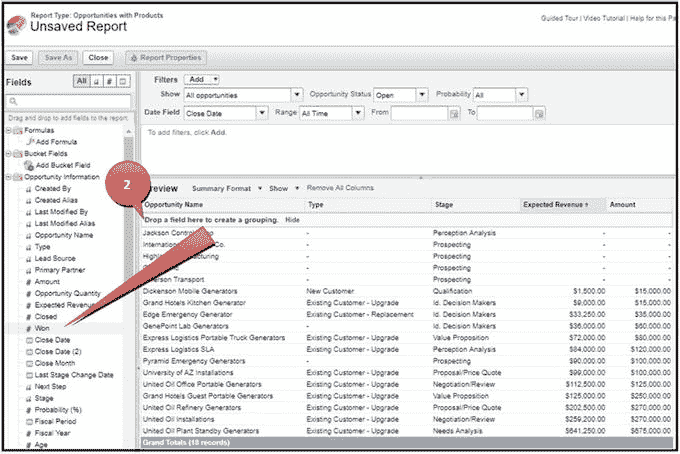 Report Type: Opportunities with Products
Unsaved Report
Guided Tour | Video Tutorial | Help for this Pa
Save Save As Close Report Properties
Fields All # 
Drag and drop to add fields to the report.
Formulas
Add Formula
Bucket Fields
Add Bucket Field
Opportunity Information
Created By
Created Alias
Last Modified By
Last Modified Alias
Opportunity Name
Type
Lead Source
Primary Partner
# Amount
# Opportunity Quantity
# Expected Revenue
# Closed
# Won
Close Date
Close Date (2)
Close Month
Last Stage Change Date
Next Step
Stage
# Probability (%)
Fiscal Period
# Fiscal Year
# Age
Filters Add
Show All opportunities Opportunity Status Open Probability All
Date Field Close Date Range All Time From To
To add filters, click Add.
2
Preview Summary Format Show Remove All Columns
Opportunity Name Type Stage Expected Revenue ↑ Amount
Drop a field here to create a grouping. Hide
Jackson Controls - Perception Analysis - -
Co. - Prospecting - -
- Prospecting - -
- Prospecting - -
Transport - Prospecting - -
Dickenson Mobile Generators New Customer Qualification $1,500.00 $15,000.00
Grand Hotels Kitchen Generator Existing Customer - Upgrade Id. Decision Makers $9,000.00 $15,000.00
Edge Emergency Generator Existing Customer - Replacement Id. Decision Makers $33,250.00 $35,000.00
GenePoint Lab Generators - Id. Decision Makers $36,000.00 $60,000.00
Express Logistics Portable Truck Generators Existing Customer - Upgrade Value Proposition $72,000.00 $80,000.00
Express Logistics SLA Existing Customer - Upgrade Perception Analysis $84,000.00 $120,000.00
Pyramid Emergency Generators - Prospecting $90,000.00 $100,000.00
University of AZ Installations Existing Customer - Upgrade Proposal/Price Quote $99,000.00 $100,000.00
United Oil Office Portable Generators Existing Customer - Upgrade Negotiation/Review $112,500.00 $125,000.00
Grand Hotels Guest Portable Generators Existing Customer - Upgrade Value Proposition $125,000.00 $250,000.00
United Oil Refinery Generators Existing Customer - Upgrade Proposal/Price Quote $202,500.00 $270,000.00
United Oil Installations Existing Customer - Upgrade Negotiation/Review $259,200.00 $270,000.00
United Oil Plant Standby Generators Existing Customer - Upgrade Needs Analysis $641,250.00 $675,000.00
Grand Totals (18 records)